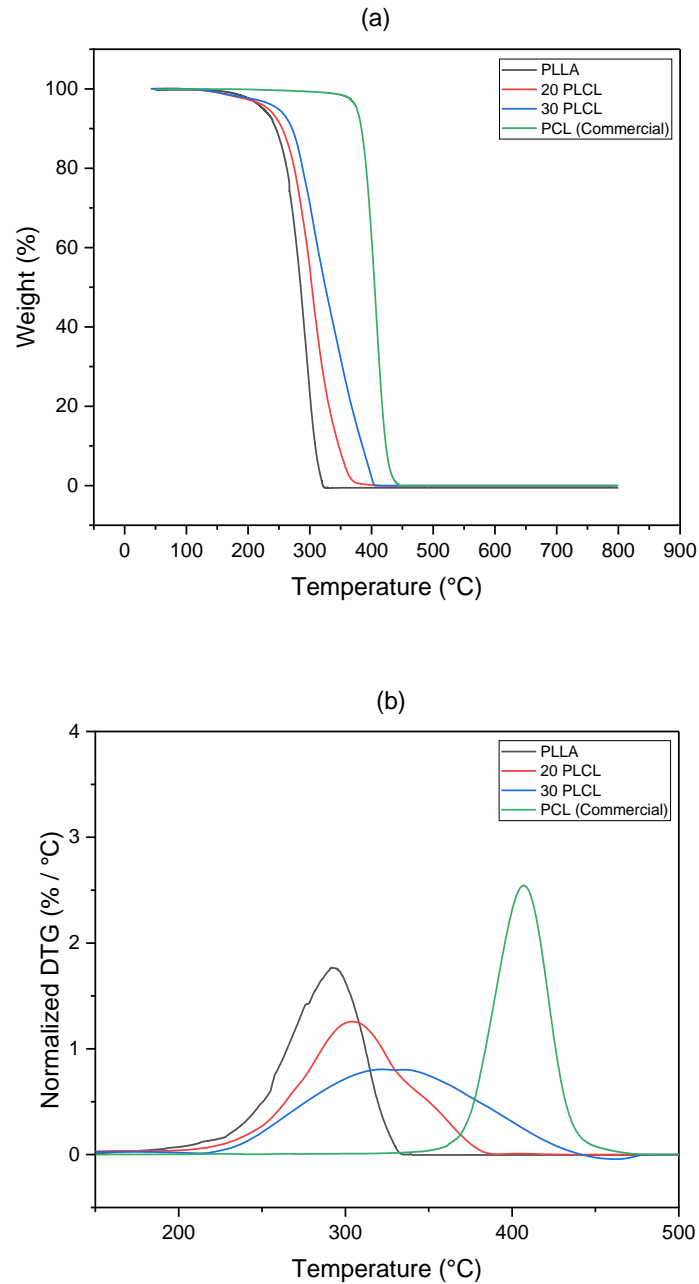 (a)
PLLA
20 PLCL
30 PLCL
PCL (Commercial)
100
80
60
40
20
0
Weight (%)
0 100 200 300 400 500 600 700 800 900
Temperature (°C)
(b)
PLLA
20 PLCL
30 PLCL
PCL (Commercial)
4
3
2
1
0
Normalized DTG (% / °C)
200 300 400 500
Temperature (°C)